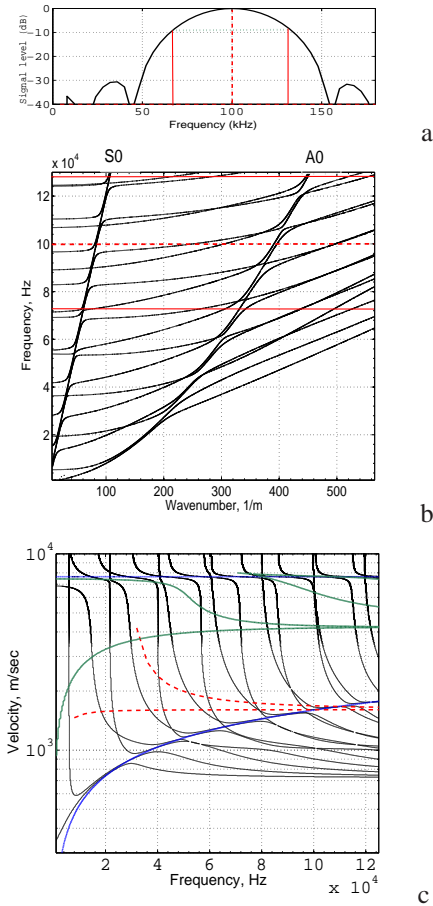 0
-10
-20
-30
-40
Signal level (dB)
0 50 100 150
Frequency (kHz)
a
S0 A0
x 10^4
12
10
8
6
4
2
Frequency, Hz
100 200 300 400 500
Wavenumber, 1/m
b
10^4
10^3
Velocity, m/sec
2 4 6 8 10 12
Frequency, Hz
x 10^4
c